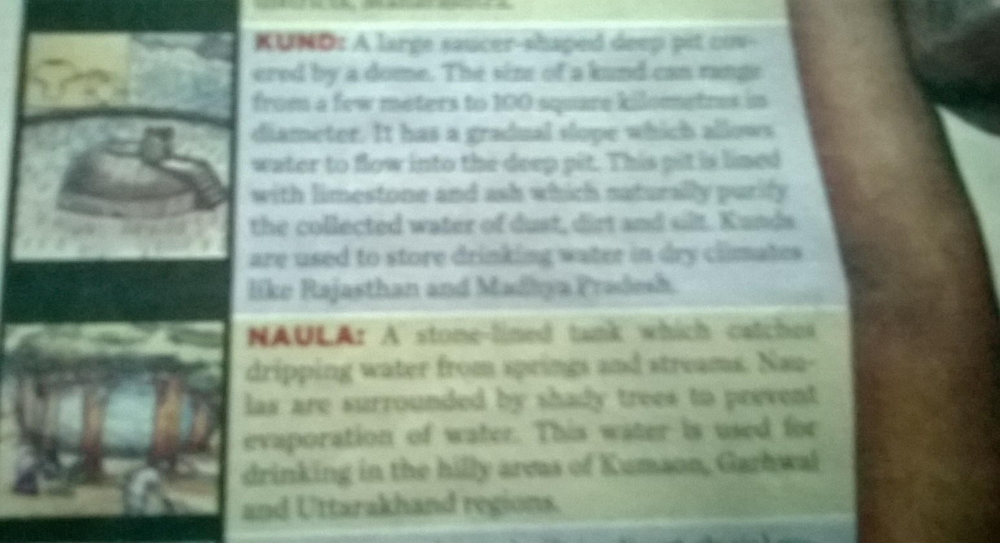 KUND: A large saucer-shaped deep pit cov-
ered by a dome. The size of a kund can range
from a few meters to 100 square kilometres in
diameter. It has a gradual slope which allows
water to flow into the deep pit. This pit is lined
with limestone and ash which naturally purify
the collected water of dust, dirt and silt. Kunds
are used to store drinking water in dry climates
like Rajasthan and Madhya Pradesh.
NAULA: A stone-lined tank which catches
dripping water from springs and streams. Nau-
las are surrounded by shady trees to prevent
evaporation of water. This water is used for
drinking in the hilly areas of Kumaon, Garhwal
and Uttarakhand regions.